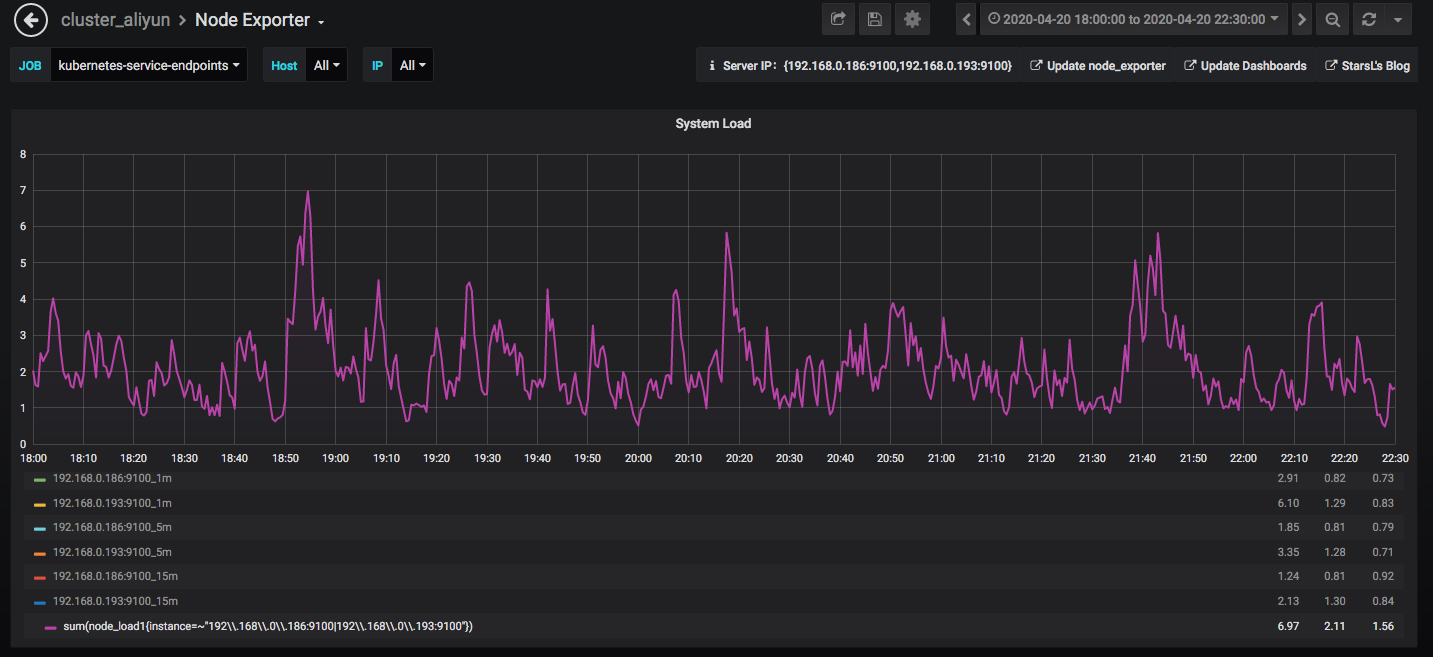 cluster_aliyun > Node Exporter
2020-04-20 18:00:00 to 2020-04-20 22:30:00
JOB kubernetes-service-endpoints Host All IP All
i Server IP: {192.168.0.186:9100,192.168.0.193:9100} Update node_exporter Update Dashboards StarsL's Blog
System Load
8
7
6
5
4
3
2
1
0
18:00 18:10 18:20 18:30 18:40 18:50 19:00 19:10 19:20 19:30 19:40 19:50 20:00 20:10 20:20 20:30 20:40 20:50 21:00 21:10 21:20 21:30 21:40 21:50 22:00 22:10 22:20 22:30
192.168.0.186:9100_1m 2.91 0.82 0.73
192.168.0.193:9100_1m 6.10 1.29 0.83
192.168.0.186:9100_5m 1.85 0.81 0.79
192.168.0.193:9100_5m 3.35 1.28 0.71
192.168.0.186:9100_15m 1.24 0.81 0.92
192.168.0.193:9100_15m 2.13 1.30 0.84
sum(node_load1{instance=~"192\\.168\\.0\\.186:9100|192\\.168\\.0\\.193:9100"}) 6.97 2.11 1.56